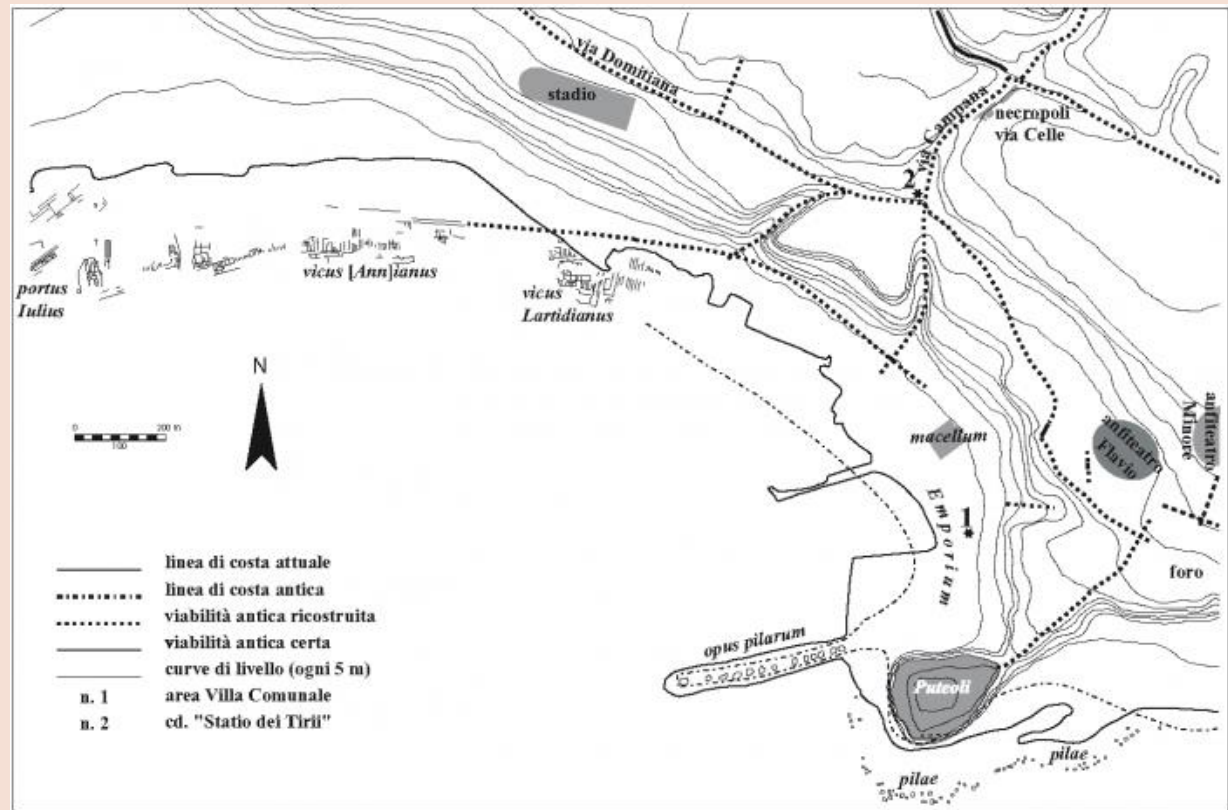 via Domitiana
stadio
via Campana
necropoli
via Celle
2
portus
Iulius
vicus [Ann]ianus
vicus
Lartidianus
N
0
200 m
100
macellum
anfiteatro
Flavio
anfiteatro
Minore
Emporium
1
foro
opus pilarum
Puteoli
pilae
pilae
linea di costa attuale
linea di costa antica
viabilità antica ricostruita
viabilità antica certa
curve di livello (ogni 5 m)
n. 1 area Villa Comunale
n. 2 cd. "Statio dei Tirii"